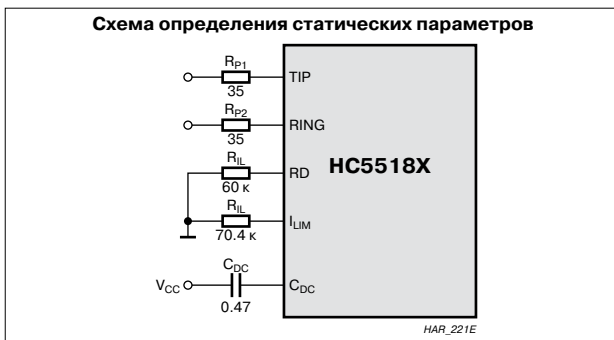 Схема определения статических параметров
R_P1
TIP
35
R_P2
RING
35
R_IL
RD
60 к
HC5518X
R_IL
I_LIM
70.4 к
C_DC
V_CC
C_DC
0.47
HAR_221E